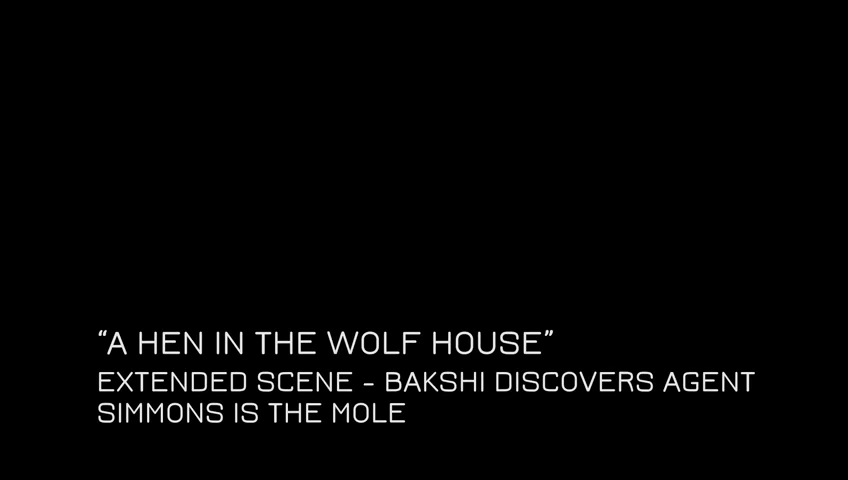 “A HEN IN THE WOLF HOUSE”
EXTENDED SCENE - BAKSHI DISCOVERS AGENT
SIMMONS IS THE MOLE